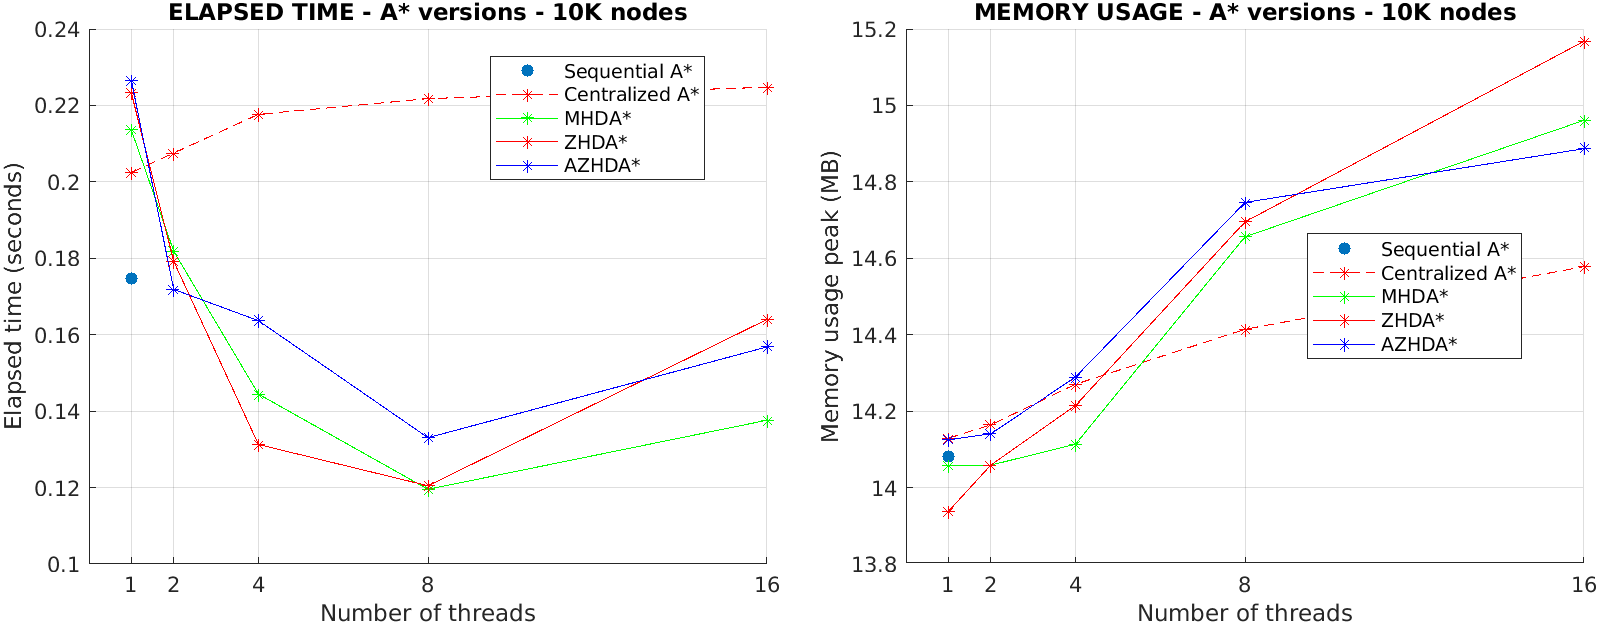 ELAPSED TIME - A* versions - 10K nodes
0.24
0.22
0.2
0.18
0.16
0.14
0.12
0.1
Elapsed time (seconds)
Sequential A*
Centralized A*
MHDA*
ZHDA*
AZHDA*
1 2 4 8 16
Number of threads
MEMORY USAGE - A* versions - 10K nodes
15.2
15
14.8
14.6
14.4
14.2
14
13.8
Memory usage peak (MB)
Sequential A*
Centralized A*
MHDA*
ZHDA*
AZHDA*
1 2 4 8 16
Number of threads